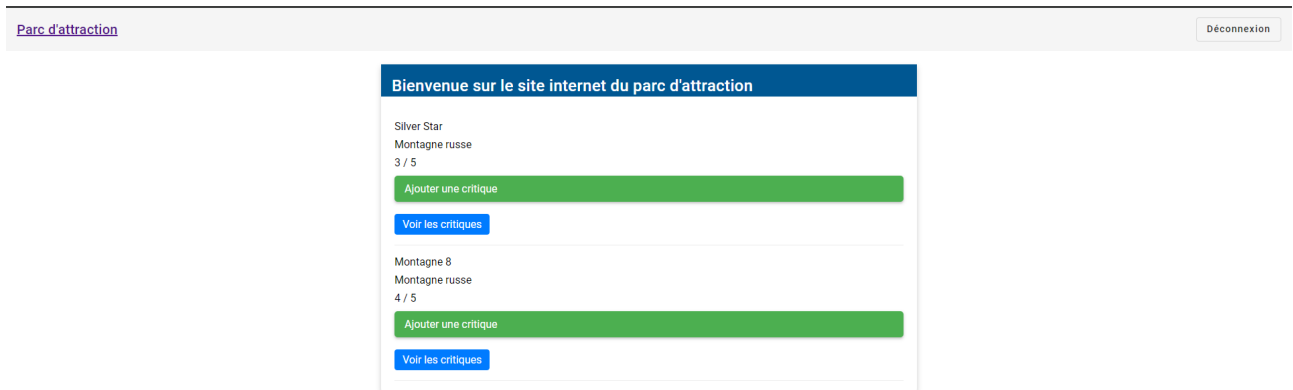 Parc d'attraction
Déconnexion
Bienvenue sur le site internet du parc d'attraction
Silver Star
Montagne russe
3 / 5
Ajouter une critique
Voir les critiques
Montagne 8
Montagne russe
4 / 5
Ajouter une critique
Voir les critiques